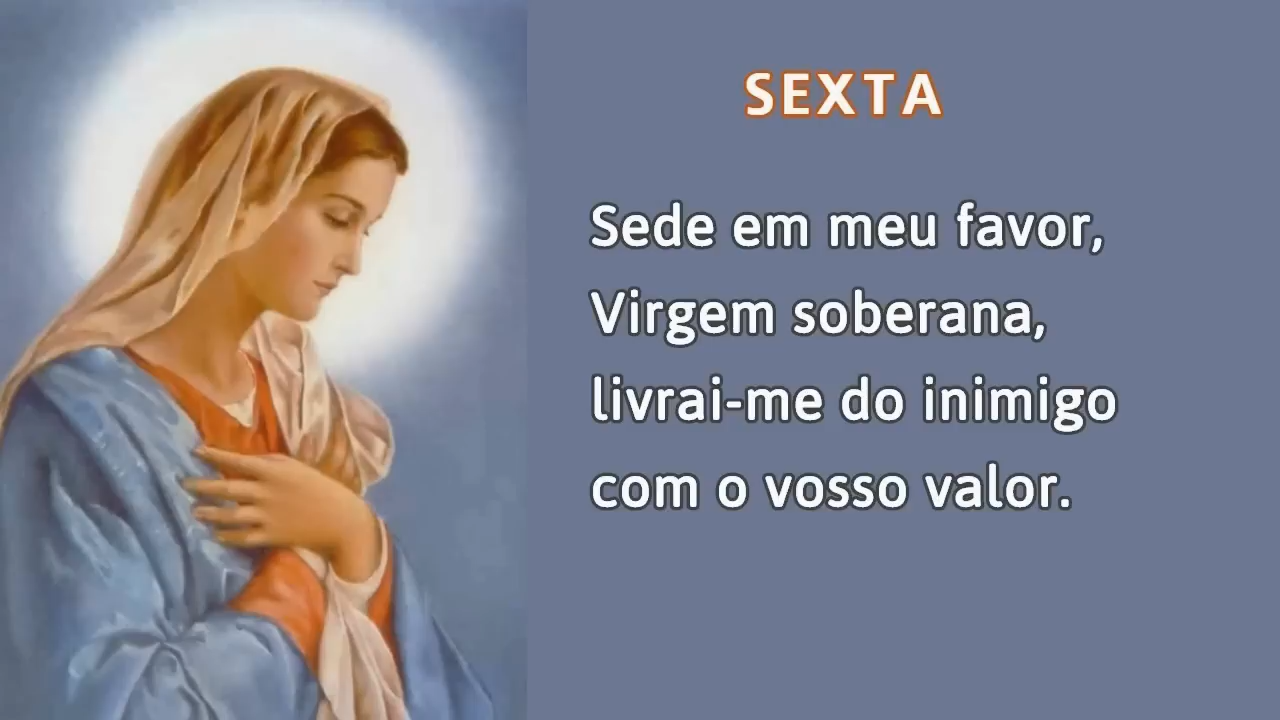 SEXTA
Sede em meu favor,
Virgem soberana,
livrai-me do inimigo
com o vosso valor.